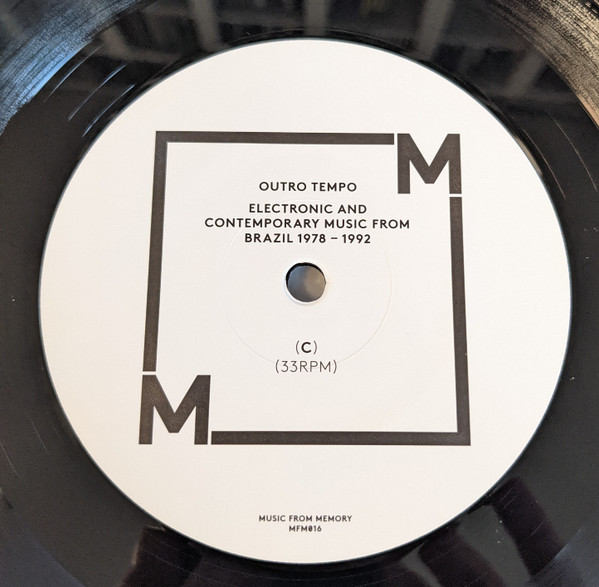 M
OUTRO TEMPO
ELECTRONIC AND
CONTEMPORARY MUSIC FROM
BRAZIL 1978 – 1992
(C)
(33RPM)
M
MUSIC FROM MEMORY
MFM016